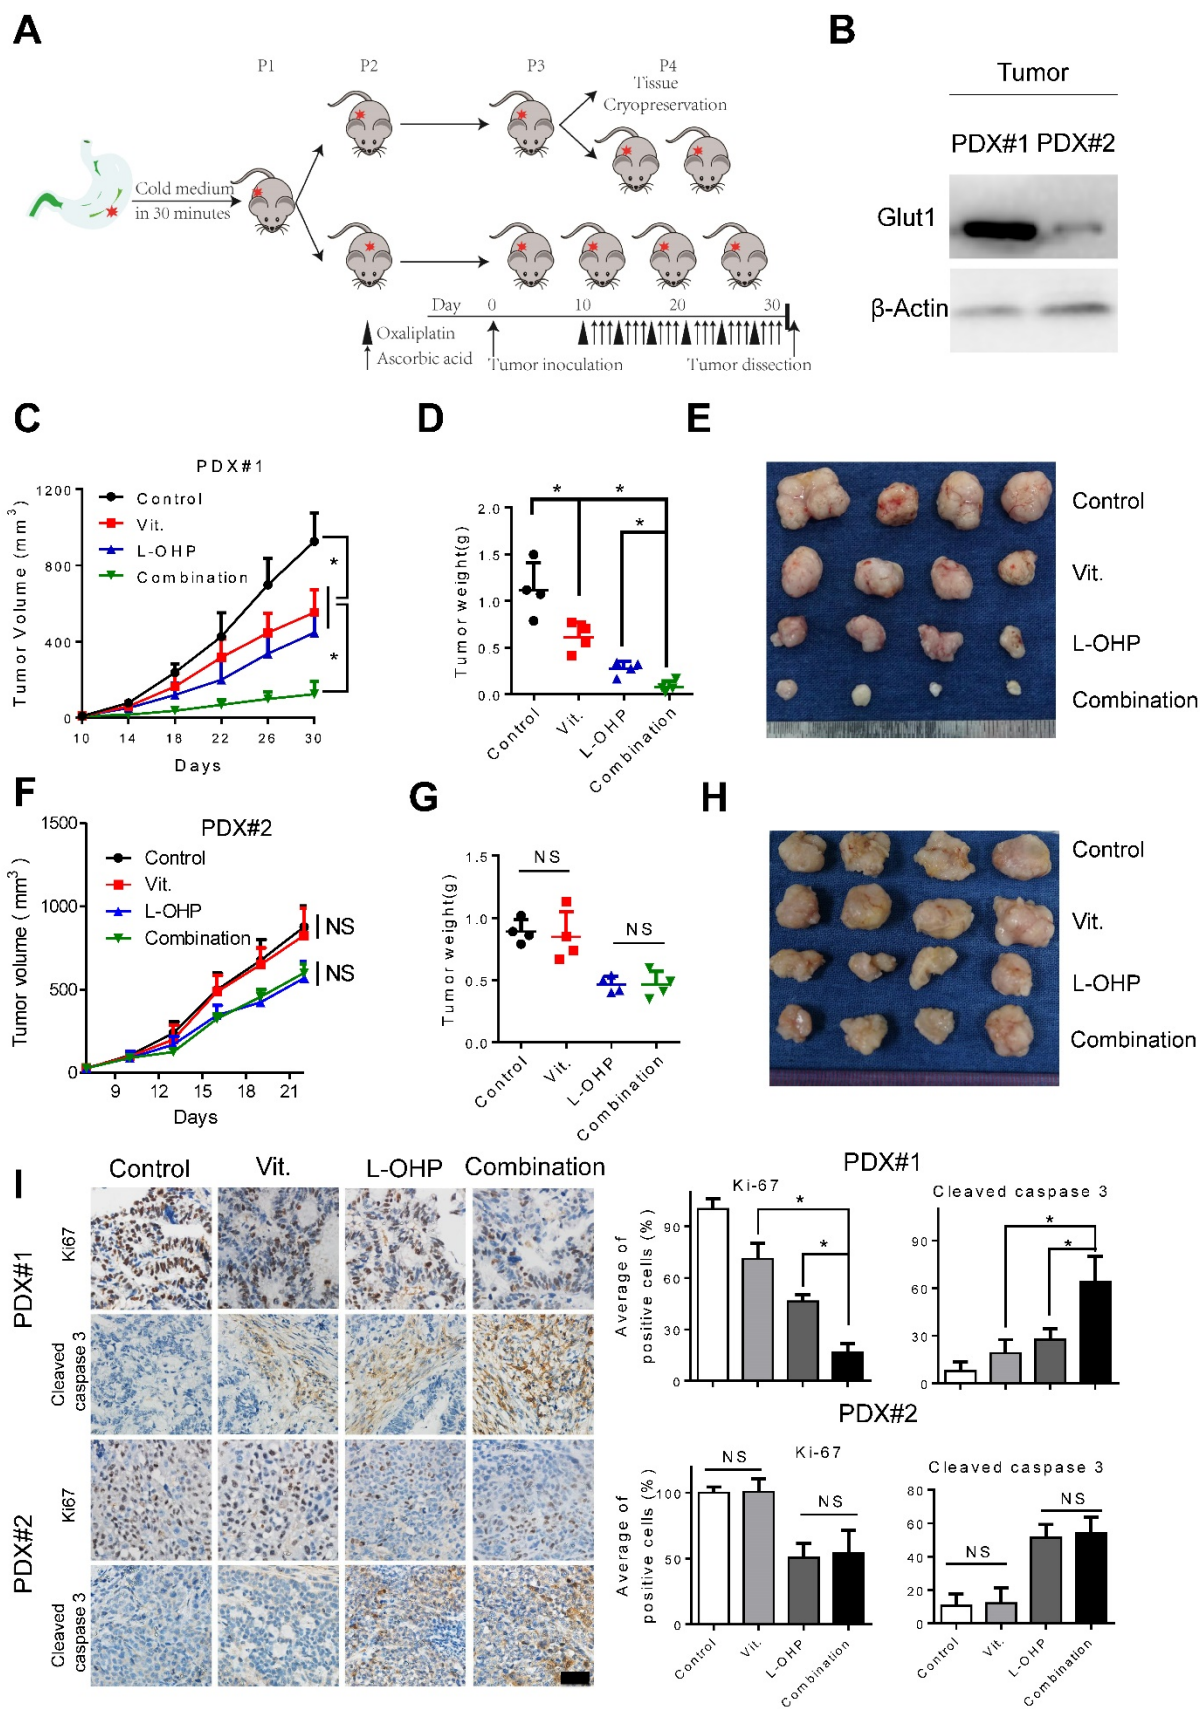 A
P1 P2 P3 P4
Tissue
Cryopreservation
Cold medium
in 30 minutes
Day 0 10 20 30
Oxaliplatin
Ascorbic acid
Tumor inoculation
Tumor dissection
B
Tumor
PDX#1 PDX#2
Glut1
β-Actin
C
PDX#1
Tumor Volume (mm³)
1200
800
400
0
Control
Vit.
L-OHP
Combination
*
*
10 14 18 22 26 30
Days
D
Tumor weight(g)
2.0
1.5
1.0
0.5
0.0
* *
*
Control
Vit.
L-OHP
Combination
E
Control
Vit.
L-OHP
Combination
F
PDX#2
Tumor volume (mm³)
1500
1000
500
0
Control
Vit.
L-OHP
Combination
NS
NS
9 12 15 18 21
Days
G
Tumor weight(g)
1.5
1.0
0.5
0.0
NS
NS
Control
Vit.
L-OHP
Combination
H
Control
Vit.
L-OHP
Combination
I
Control Vit. L-OHP Combination
PDX#1
Ki67
Cleaved
caspase 3
PDX#2
Ki67
Cleaved
caspase 3
PDX#1
Ki-67
Average of
positive cells (%)
90
60
30
0
*
*
Cleaved caspase 3
90
60
30
0
*
*
PDX#2
Ki-67
Average of
positive cells (%)
100
50
0
NS
NS
Control
Vit.
L-OHP
Combination
Cleaved caspase 3
80
60
40
20
0
NS
NS
Control
Vit.
L-OHP
Combination